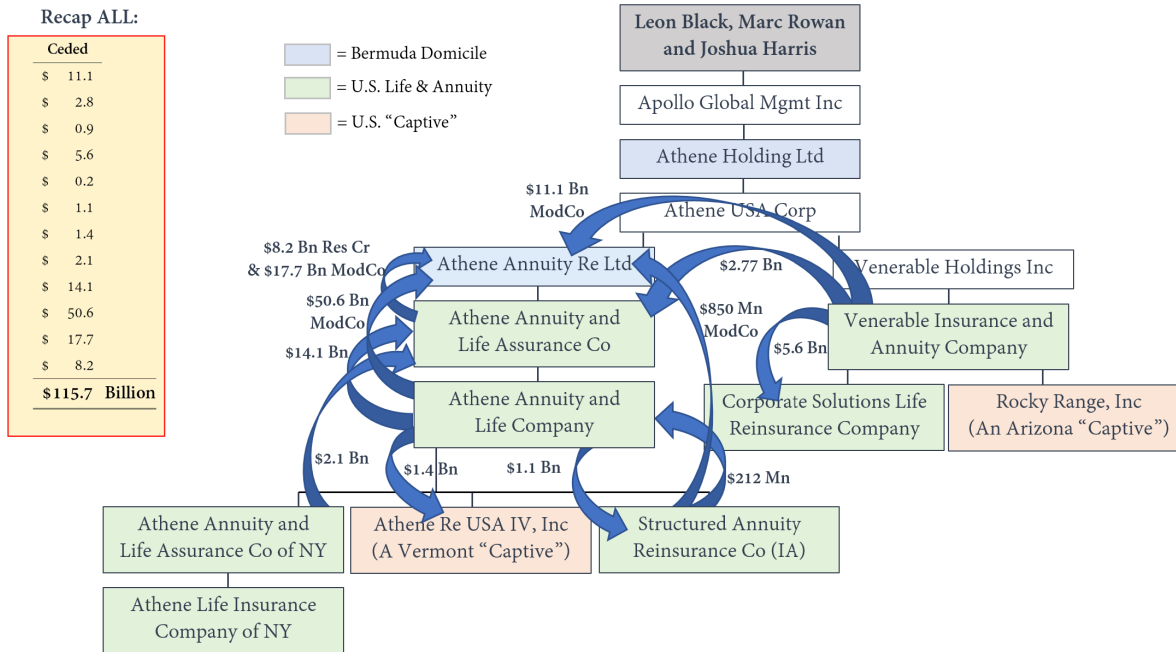 Recap ALL:
Ceded
$ 11.1
$ 2.8
$ 0.9
$ 5.6
$ 0.2
$ 1.1
$ 1.4
$ 2.1
$ 14.1
$ 50.6
$ 17.7
$ 8.2
$115.7 Billion
= Bermuda Domicile
= U.S. Life & Annuity
= U.S. “Captive”
Leon Black, Marc Rowan
and Joshua Harris
Apollo Global Mgmt Inc
Athene Holding Ltd
Athene USA Corp
$11.1 Bn
ModCo
$8.2 Bn Res Cr
& $17.7 Bn ModCo
Athene Annuity Re Ltd
$2.77 Bn
Venerable Holdings Inc
$50.6 Bn
ModCo
Athene Annuity and
Life Assurance Co
$850 Mn
ModCo
Venerable Insurance and
Annuity Company
$14.1 Bn
$5.6 Bn
Athene Annuity and
Life Company
Corporate Solutions Life
Reinsurance Company
Rocky Range, Inc
(An Arizona “Captive”)
$2.1 Bn
$1.4 Bn
$1.1 Bn
$212 Mn
Athene Annuity and
Life Assurance Co of NY
Athene Re USA IV, Inc
(A Vermont “Captive”)
Structured Annuity
Reinsurance Co (IA)
Athene Life Insurance
Company of NY